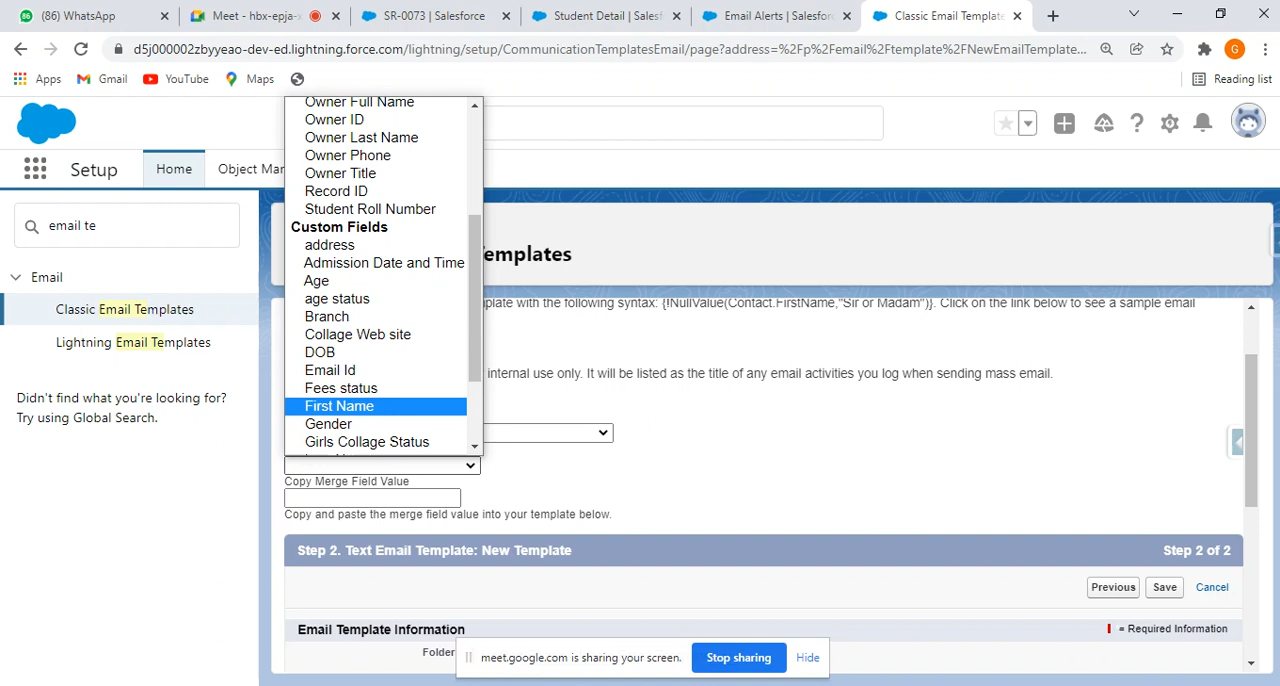 (86) WhatsApp
Meet - hbx-epja-
SR-0073 | Salesforce
Student Detail | Salesf
Email Alerts | Salesfor
Classic Email Template
d5j000002zbyyeao-dev-ed.lightning.force.com/lightning/setup/CommunicationTemplatesEmail/page?address=%2Fp%2Femail%2Ftemplate%2FNewEmailTemplate...
G
Apps
Gmail
YouTube
Maps
Reading list
Setup
Home
Object Mar
email te
Email
Classic Email Templates
Lightning Email Templates
Didn't find what you're looking for?
Try using Global Search.
Owner Full Name
Owner ID
Owner Last Name
Owner Phone
Owner Title
Record ID
Student Roll Number
Custom Fields
address
Admission Date and Time
Age
age status
Branch
Collage Web site
DOB
Email Id
Fees status
First Name
Gender
Girls Collage Status
emplates
plate with the following syntax: {!NullValue(Contact.FirstName,"Sir or Madam")}. Click on the link below to see a sample email
internal use only. It will be listed as the title of any email activities you log when sending mass email.
Copy Merge Field Value
Copy and paste the merge field value into your template below.
Step 2. Text Email Template: New Template
Step 2 of 2
Previous
Save
Cancel
Email Template Information
= Required Information
Folder
meet.google.com is sharing your screen.
Stop sharing
Hide